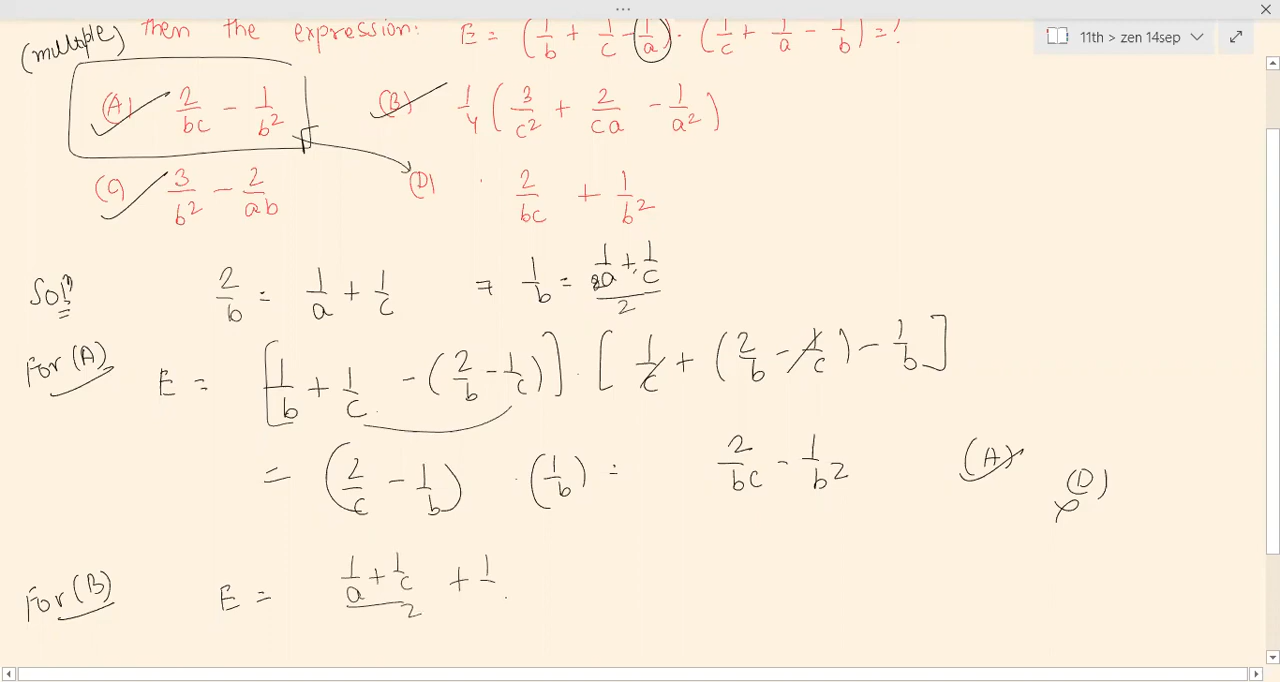 11th > zen 14sep
(multiple) then the expression: E = (1/b + 1/c - 1/a) · (1/c + 1/a - 1/b) = ?
(A) 2/bc - 1/b² (B) 1/4 (3/c² + 2/ca - 1/a²)
(C) 3/b² - 2/ab (D) 2/bc + 1/b²
Solⁿ 2/b = 1/a + 1/c ⇒ 1/b = (1/a + 1/c)/2
For (A) E = [1/b + 1/c - (2/b - 1/c)] · [1/c + (2/b - 1/c) - 1/b]
= (2/c - 1/b) · (1/b) = 2/bc - 1/b² (A) (D)
For (B) E = (1/a + 1/c)/2 + 1/